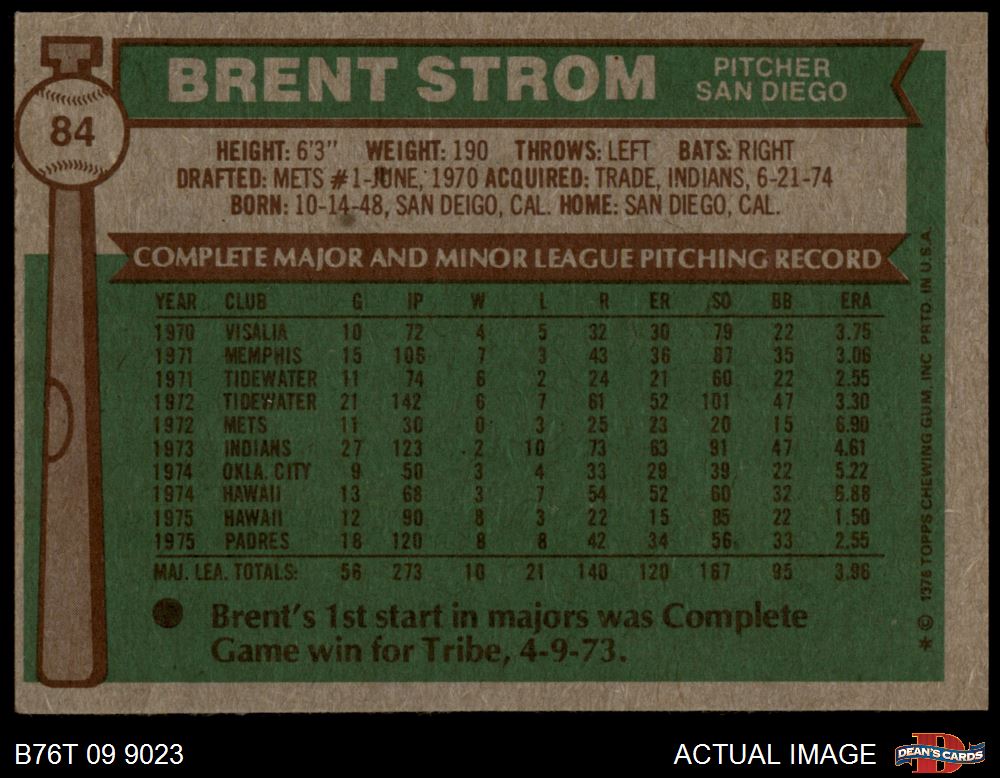 BRENT STROM
PITCHER
SAN DIEGO
84
HEIGHT: 6'3" WEIGHT: 190 THROWS: LEFT BATS: RIGHT
DRAFTED: METS #1-JUNE, 1970 ACQUIRED: TRADE, INDIANS, 6-21-74
BORN: 10-14-48, SAN DEIGO, CAL. HOME: SAN DIEGO, CAL.
COMPLETE MAJOR AND MINOR LEAGUE PITCHING RECORD
YEAR CLUB G IP W L R ER SO BB ERA
1970 VISALIA 10 72 4 5 32 30 79 22 3.75
1971 MEMPHIS 15 106 7 3 43 36 87 35 3.06
1971 TIDEWATER 11 74 6 2 24 21 60 22 2.55
1972 TIDEWATER 21 142 6 7 61 52 101 47 3.30
1972 METS 11 30 0 3 25 23 20 15 6.90
1973 INDIANS 27 123 2 10 73 63 91 47 4.61
1974 OKLA. CITY 9 50 3 4 33 29 39 22 5.22
1974 HAWAII 13 68 3 7 54 52 60 32 6.88
1975 HAWAII 12 90 8 3 22 15 85 22 1.50
1975 PADRES 18 120 8 8 42 34 56 33 2.55
MAJ. LEA. TOTALS: 56 273 10 21 140 120 167 95 3.96
Brent's 1st start in majors was Complete
Game win for Tribe, 4-9-73.
* © 1976 TOPPS CHEWING GUM, INC PRTD. IN U.S.A.
B76T 09 9023
ACTUAL IMAGE
DEAN'S CARDS